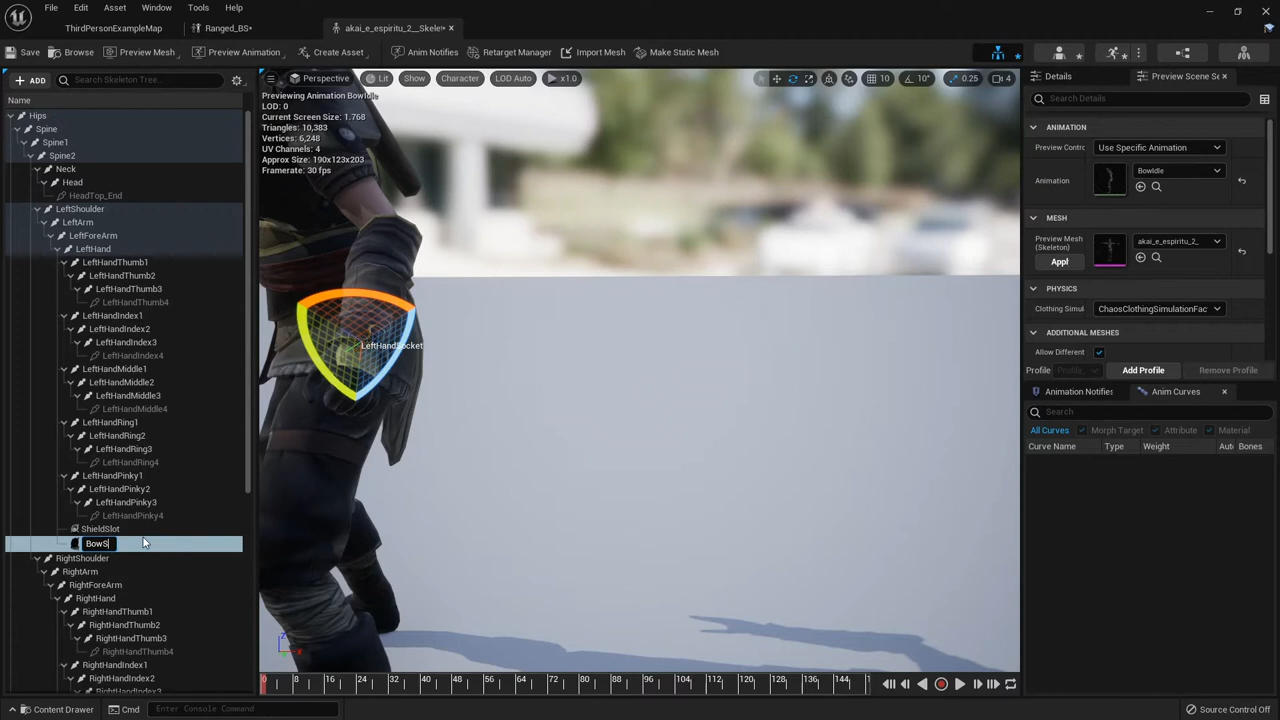 File Edit Asset Window Tools Help
ThirdPersonExampleMap Ranged_BS* akai_e_espiritu_2__Skelet
Save Browse Preview Mesh Preview Animation Create Asset Anim Notifies Retarget Manager Import Mesh Make Static Mesh
ADD Search Skeleton Tree...
Name
Hips
Spine
Spine1
Spine2
Neck
Head
HeadTop_End
LeftShoulder
LeftArm
LeftForeArm
LeftHand
LeftHandThumb1
LeftHandThumb2
LeftHandThumb3
LeftHandThumb4
LeftHandIndex1
LeftHandIndex2
LeftHandIndex3
LeftHandIndex4
LeftHandMiddle1
LeftHandMiddle2
LeftHandMiddle3
LeftHandMiddle4
LeftHandRing1
LeftHandRing2
LeftHandRing3
LeftHandRing4
LeftHandPinky1
LeftHandPinky2
LeftHandPinky3
LeftHandPinky4
ShieldSlot
BowS
RightShoulder
RightArm
RightForeArm
RightHand
RightHandThumb1
RightHandThumb2
RightHandThumb3
RightHandThumb4
RightHandIndex1
RightHandIndex2
RightHandIndex3
Perspective Lit Show Character LOD Auto x1.0 10 10° 0.25 4
Previewing Animation BowIdle
LOD: 0
Current Screen Size: 1.768
Triangles: 10,383
Vertices: 6,248
UV Channels: 4
Approx Size: 190x123x203
Framerate: 30 fps
LeftHandSocket
Z
X
0 8 16 24 32 40 48 56 64 72 80 88 96 104 112 120 128 136 144
Details Preview Scene Se
Search Details
ANIMATION
Preview Contro Use Specific Animation
Animation BowIdle
MESH
Preview Mesh
(Skeleton) akai_e_espiritu_2_
Appl
PHYSICS
Clothing Simul ChaosClothingSimulationFac
ADDITIONAL MESHES
Allow Different
Profile Add Profile Remove Profile
Animation Notifies Anim Curves
Search
All Curves Morph Target Attribute Material
Curve Name Type Weight Aut Bones
Content Drawer Cmd Enter Console Command Source Control Off